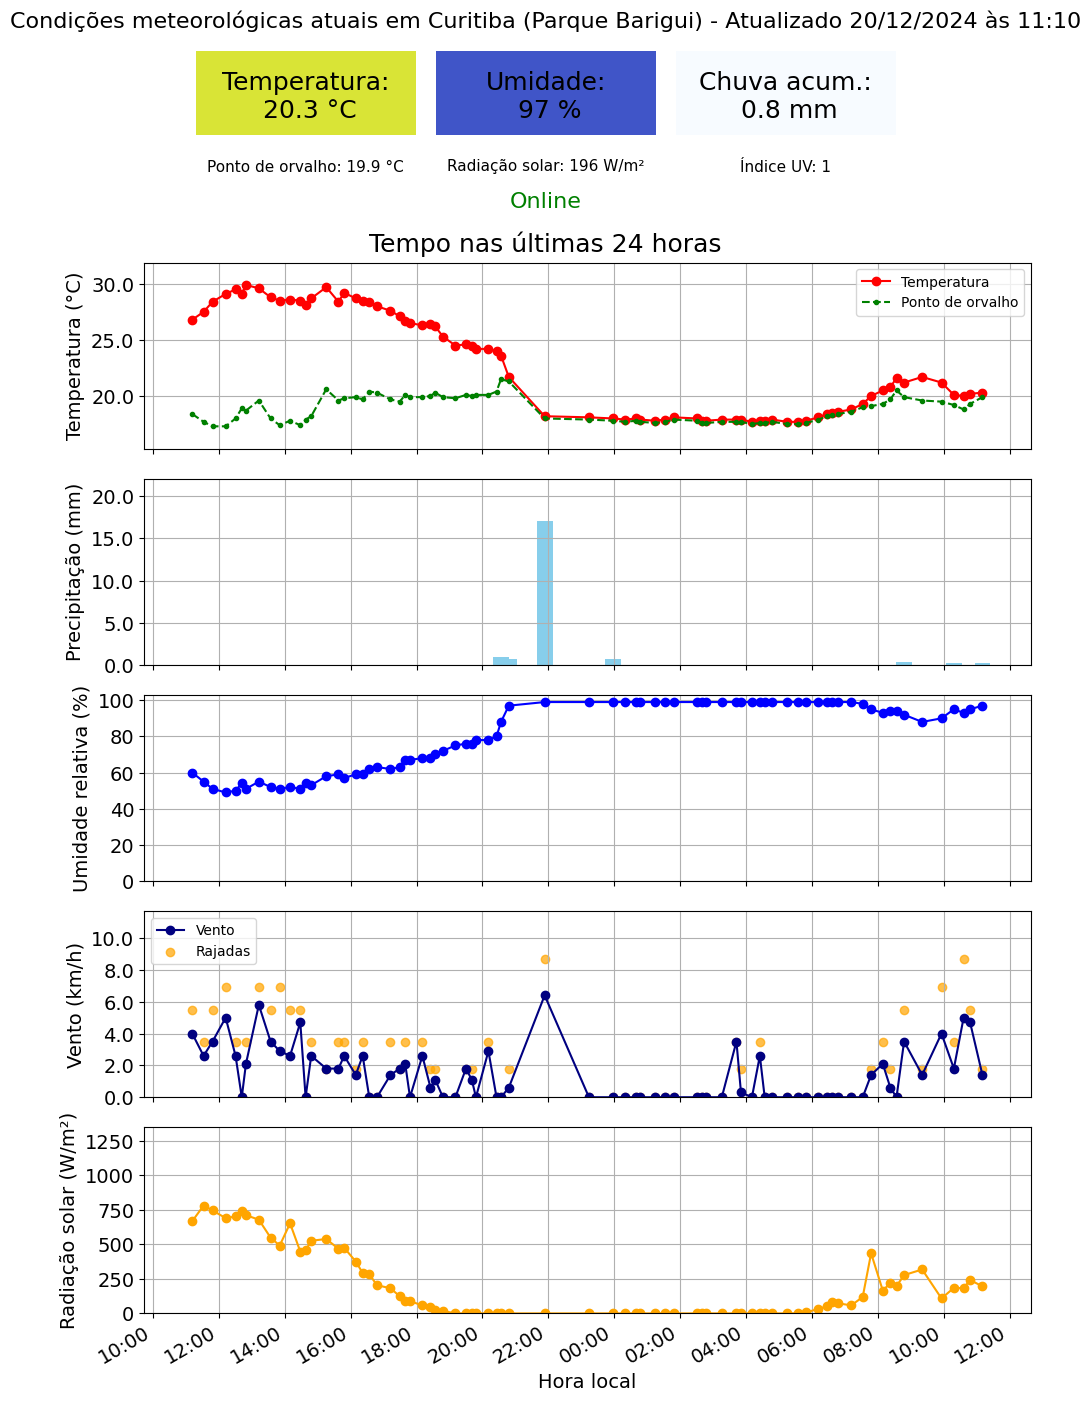 Condições meteorológicas atuais em Curitiba (Parque Barigui) - Atualizado 20/12/2024 às 11:10
Temperatura:
20.3 °C
Umidade:
97 %
Chuva acum.:
0.8 mm
Ponto de orvalho: 19.9 °C
Radiação solar: 196 W/m²
Índice UV: 1
Online
Tempo nas últimas 24 horas
Temperatura (°C)
30.0
25.0
20.0
Temperatura
Ponto de orvalho
Precipitação (mm)
20.0
15.0
10.0
5.0
0.0
Umidade relativa (%)
100
80
60
40
20
0
Vento (km/h)
10.0
8.0
6.0
4.0
2.0
0.0
Vento
Rajadas
Radiação solar (W/m²)
1250
1000
750
500
250
0
10:00
12:00
14:00
16:00
18:00
20:00
22:00
00:00
02:00
04:00
06:00
08:00
10:00
12:00
Hora local